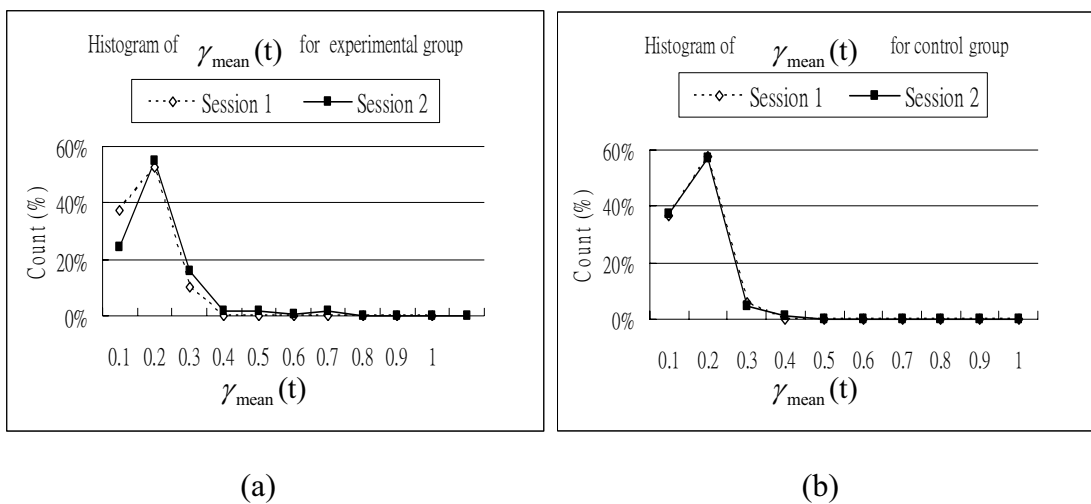 Histogram of γmean(t) for experimental group
Session 1 Session 2
60%
40%
20%
0%
Count (%)
0.1 0.2 0.3 0.4 0.5 0.6 0.7 0.8 0.9 1
γmean(t)
(a)
Histogram of γmean(t) for control group
Session 1 Session 2
60%
40%
20%
0%
Count (%)
0.1 0.2 0.3 0.4 0.5 0.6 0.7 0.8 0.9 1
γmean(t)
(b)